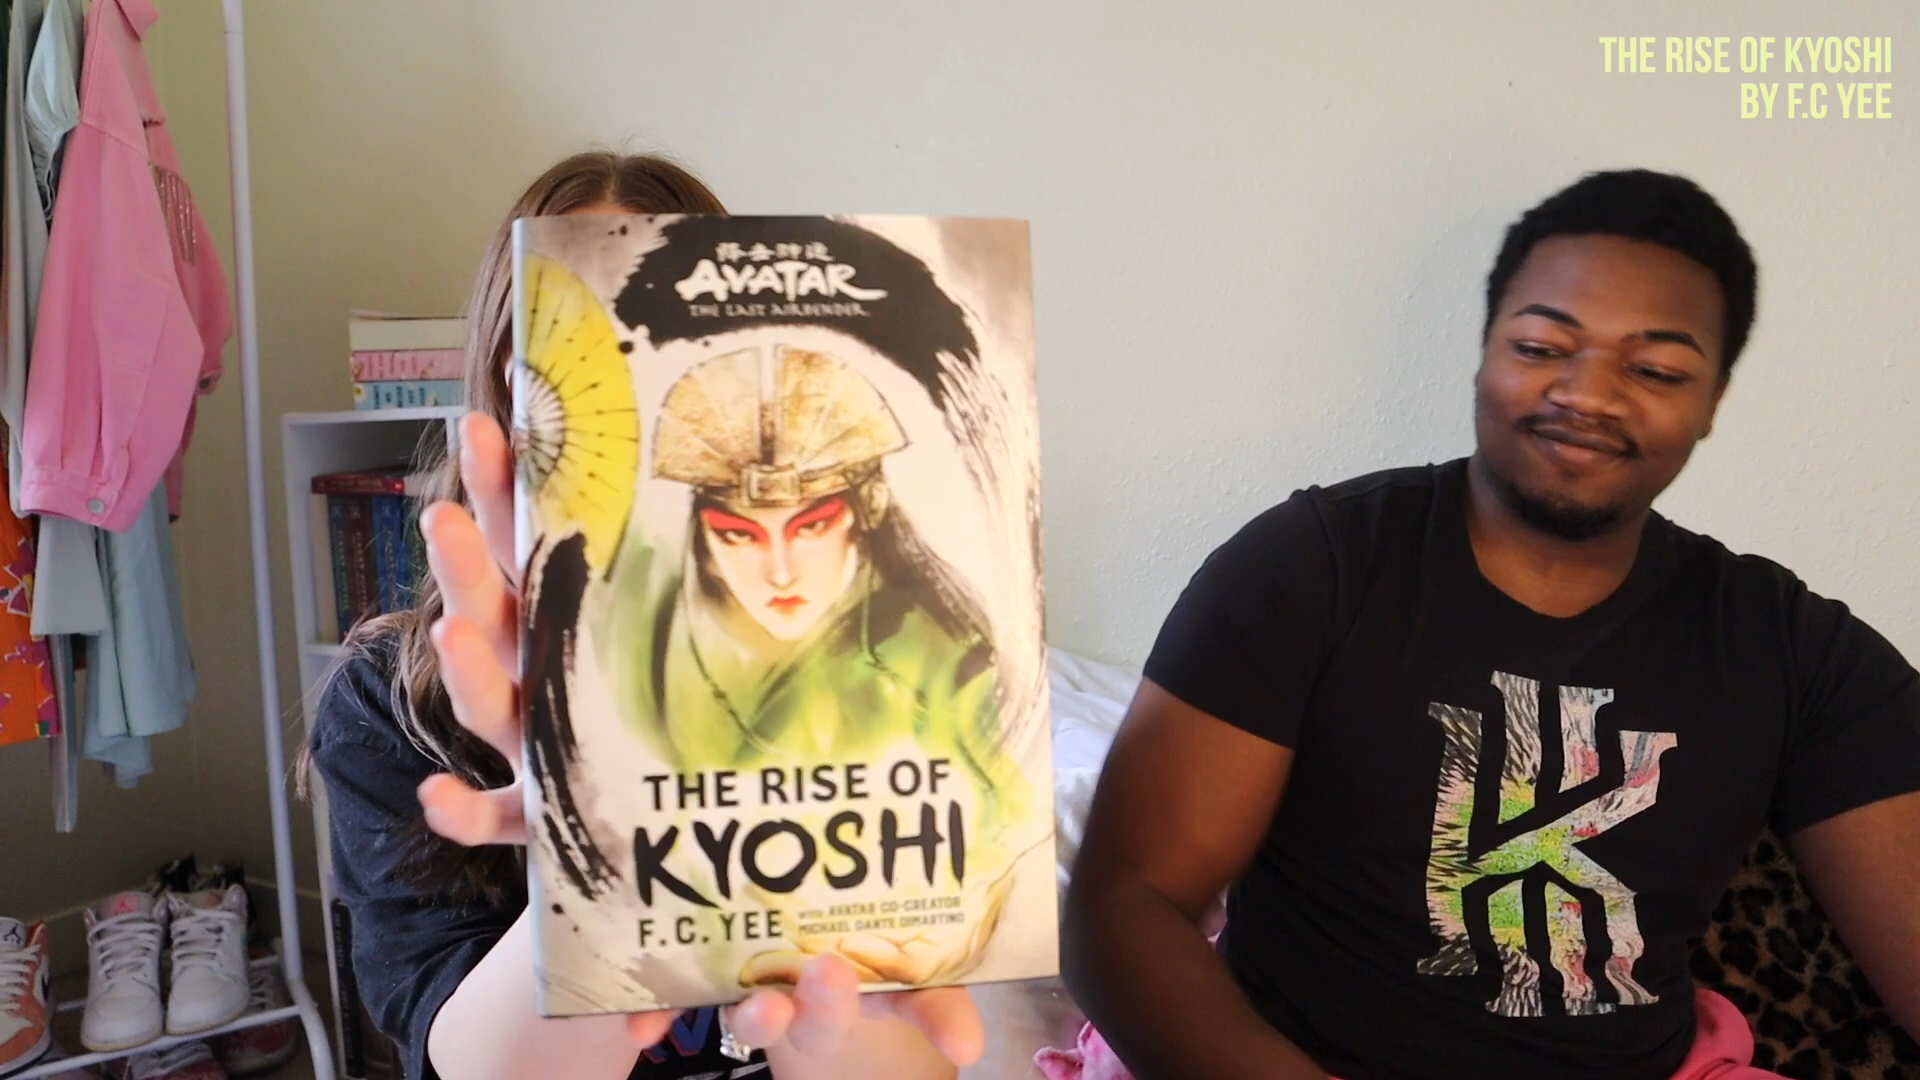 THE RISE OF KYOSHI
BY F.C YEE
AVATAR
THE LAST AIRBENDER
THE RISE OF
KYOSHI
F. C. YEE
WITH AVATAR CO-CREATOR
MICHAEL DANTE DIMARTINO